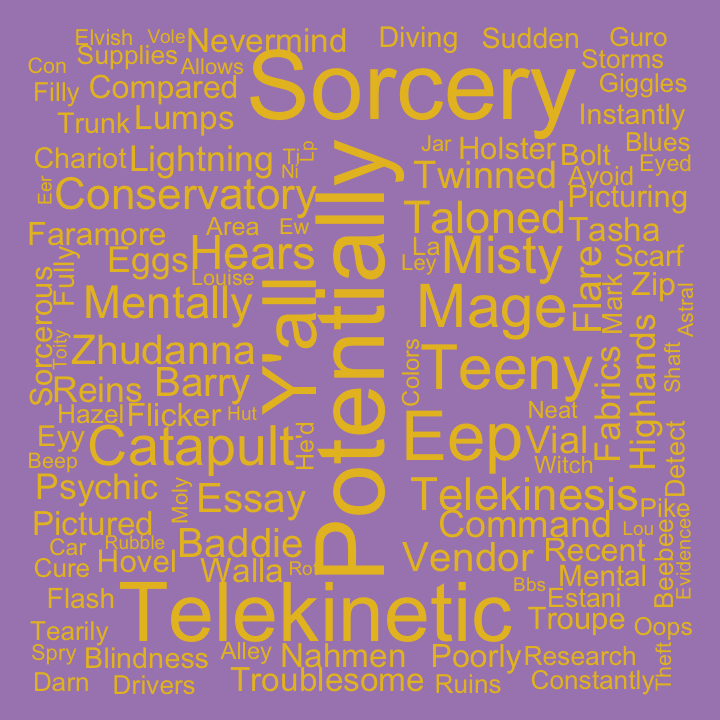 Elvish
Vole
Nevermind
Diving
Sudden
Guro
Con
Supplies
Allows
Sorcery
Storms
Filly
Compared
Giggles
Trunk
Lumps
Instantly
Chariot
Lightning
Ti
Lp
Ni
Jar
Holster
Bolt
Blues
Eyed
Eer
Conservatory
Potentially
Twinned
Avoid
Picturing
Faramore
Area
Ew
Taloned
Tasha
Fully
Eggs
Hears
Y'all
La
Ley
Misty
Flare
Scarf
Louise
Sorcerous
Mentally
Mage
Mark
Zip
Astral
Toity
Zhudanna
Colors
Teeny
Fabrics
Highlands
Shaft
Reins
Barry
Hazel
Flicker
Hut
He'd
Eep
Neat
Eyy
Catapult
Vial
Detect
Beep
Witch
Psychic
Moly
Essay
Telekinesis
Pike
Pictured
Command
Lou
Evidenced
Car
Rubble
Baddie
Vendor
Recent
Beebee
Cure
Hovel
Walla
Rot
Mental
Flash
Telekinetic
Bbs
Estani
Tearily
Troupe
Oops
Spry
Blindness
Alley
Nahmen
Poorly
Research
Theft
Darn
Drivers
Troublesome
Ruins
Constantly